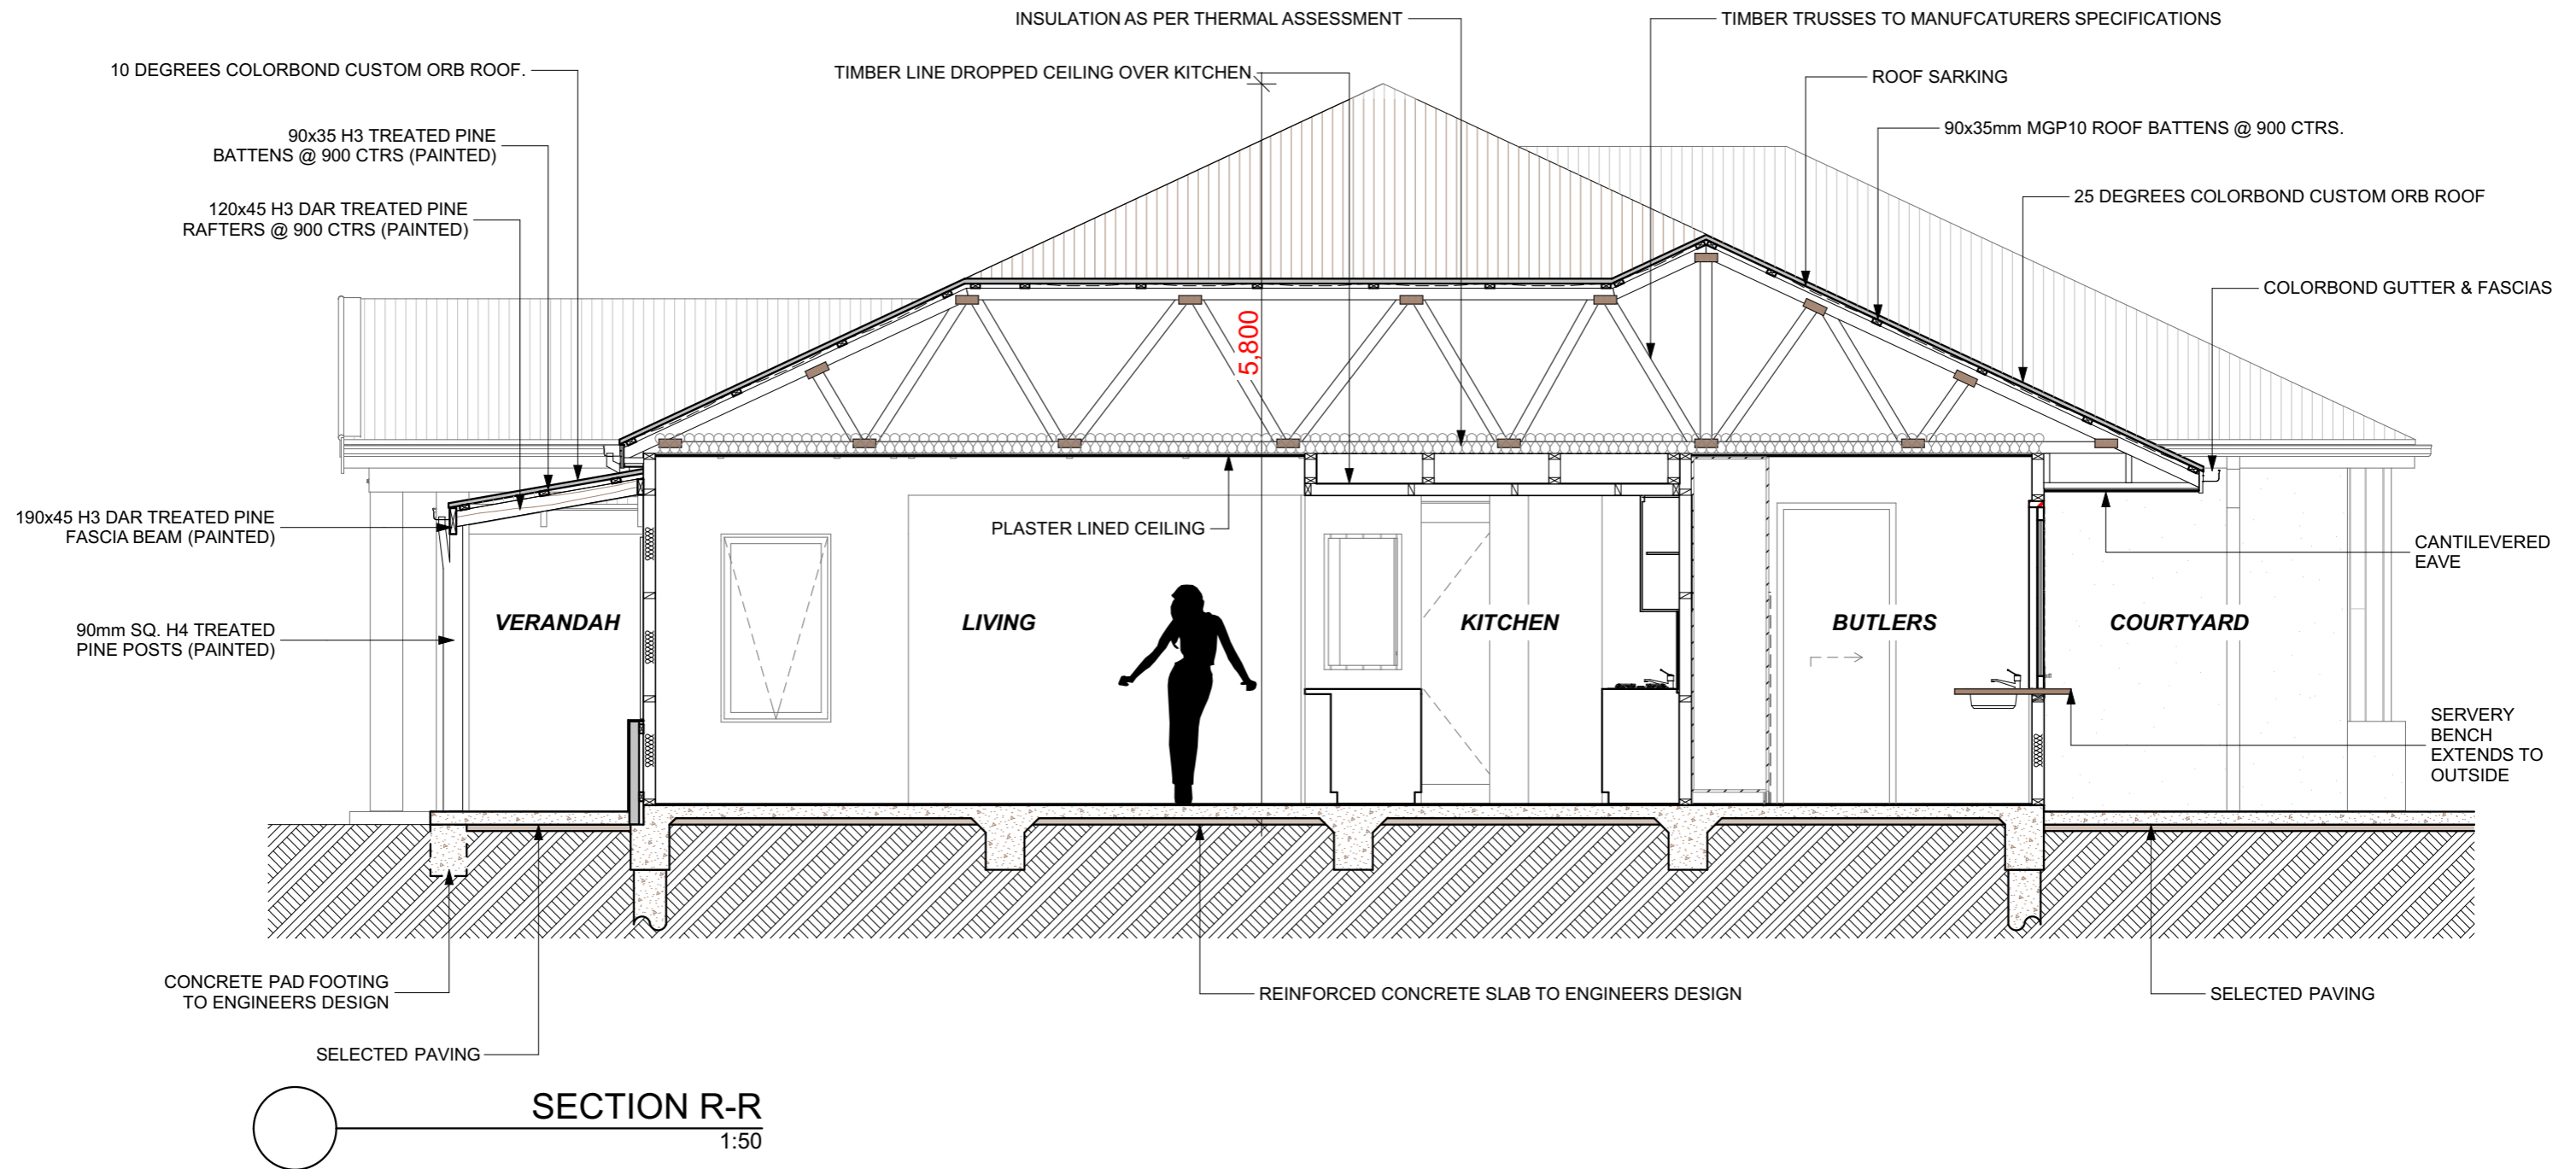 INSULATION AS PER THERMAL ASSESSMENT
TIMBER TRUSSES TO MANUFCATURERS SPECIFICATIONS
10 DEGREES COLORBOND CUSTOM ORB ROOF.
TIMBER LINE DROPPED CEILING OVER KITCHEN
ROOF SARKING
90x35 H3 TREATED PINE
BATTENS @ 900 CTRS (PAINTED)
90x35mm MGP10 ROOF BATTENS @ 900 CTRS.
120x45 H3 DAR TREATED PINE
RAFTERS @ 900 CTRS (PAINTED)
25 DEGREES COLORBOND CUSTOM ORB ROOF
COLORBOND GUTTER & FASCIAS
5,800
190x45 H3 DAR TREATED PINE
FASCIA BEAM (PAINTED)
PLASTER LINED CEILING
CANTILEVERED
EAVE
90mm SQ. H4 TREATED
PINE POSTS (PAINTED)
VERANDAH
LIVING
KITCHEN
BUTLERS
COURTYARD
SERVERY
BENCH
EXTENDS TO
OUTSIDE
CONCRETE PAD FOOTING
TO ENGINEERS DESIGN
REINFORCED CONCRETE SLAB TO ENGINEERS DESIGN
SELECTED PAVING
SELECTED PAVING
SECTION R-R
1:50